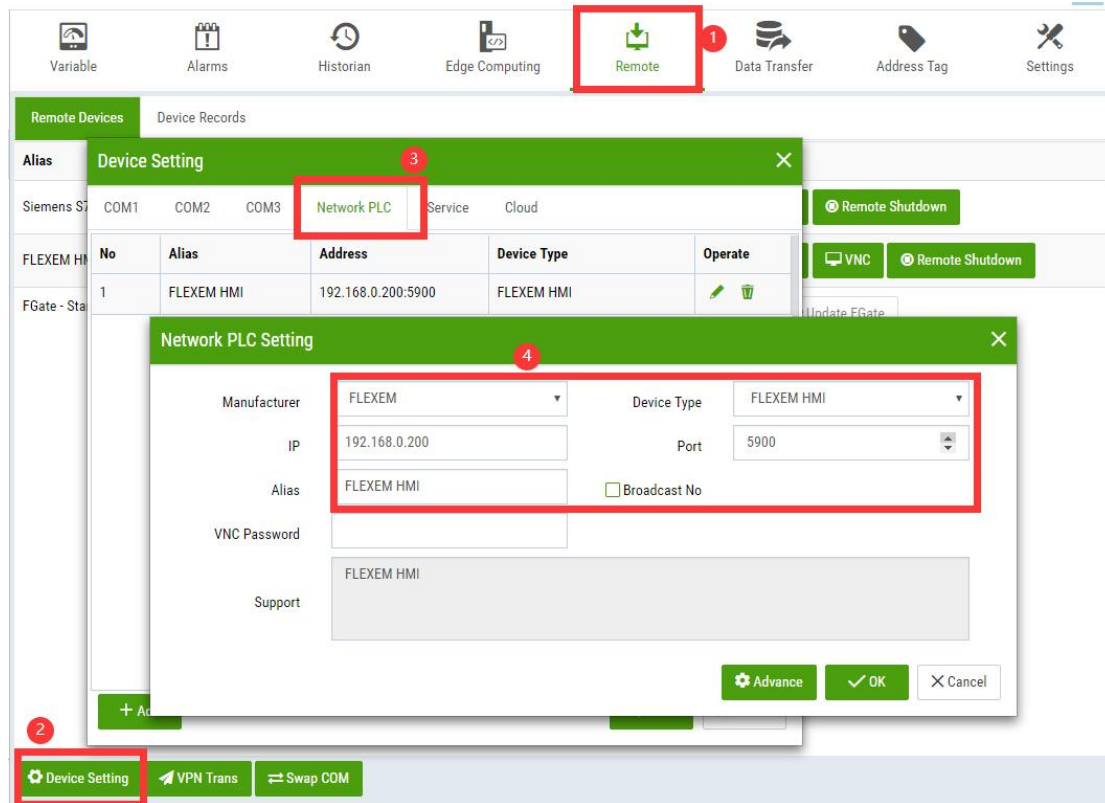 Variable Alarms Historian Edge Computing Remote 1 Data Transfer Address Tag Settings
Remote Devices Device Records
Alias Device Setting 3
Siemens S7 COM1 COM2 COM3 Network PLC Service Cloud Remote Shutdown
FLEXEM HM No Alias Address Device Type Operate VNC Remote Shutdown
FGate - Sta 1 FLEXEM HMI 192.168.0.200:5900 FLEXEM HMI Update FGate
Network PLC Setting 4
Manufacturer FLEXEM Device Type FLEXEM HMI
IP 192.168.0.200 Port 5900
Alias FLEXEM HMI Broadcast No
VNC Password
FLEXEM HMI
Support
Advance OK Cancel
+ Ad
2
Device Setting VPN Trans Swap COM